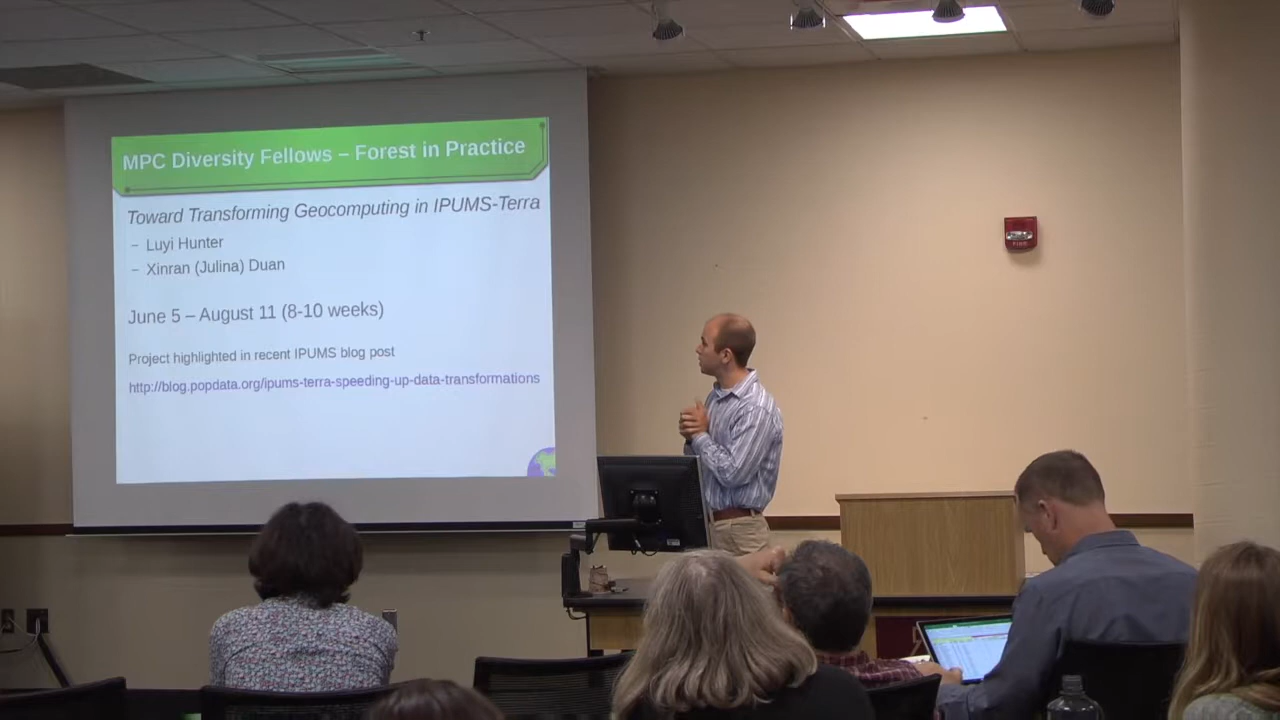 MPC Diversity Fellows – Forest in Practice
Toward Transforming Geocomputing in IPUMS-Terra
– Luyi Hunter
– Xinran (Julina) Duan
June 5 – August 11 (8-10 weeks)
Project highlighted in recent IPUMS blog post
http://blog.popdata.org/ipums-terra-speeding-up-data-transformations
FIRE